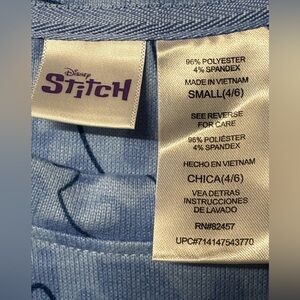 Disney
STITCH
96% POLYESTER
4% SPANDEX
MADE IN VIETNAM
SMALL(4/6)
SEE REVERSE
FOR CARE
96% POLIÉSTER
4% SPANDEX
HECHO EN VIETNAM
CHICA(4/6)
VEA DETRAS
INSTRUCCIONES
DE LAVADO
RN#82457
UPC#714147543770